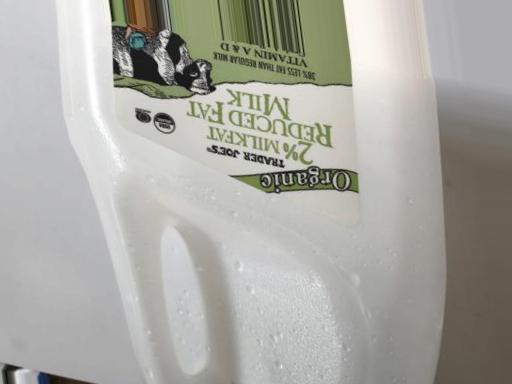 Organic
TRADER JOE'S®
2% MILKFAT
REDUCED FAT
MILK
38% LESS FAT THAN REGULAR MILK
VITAMIN A & D